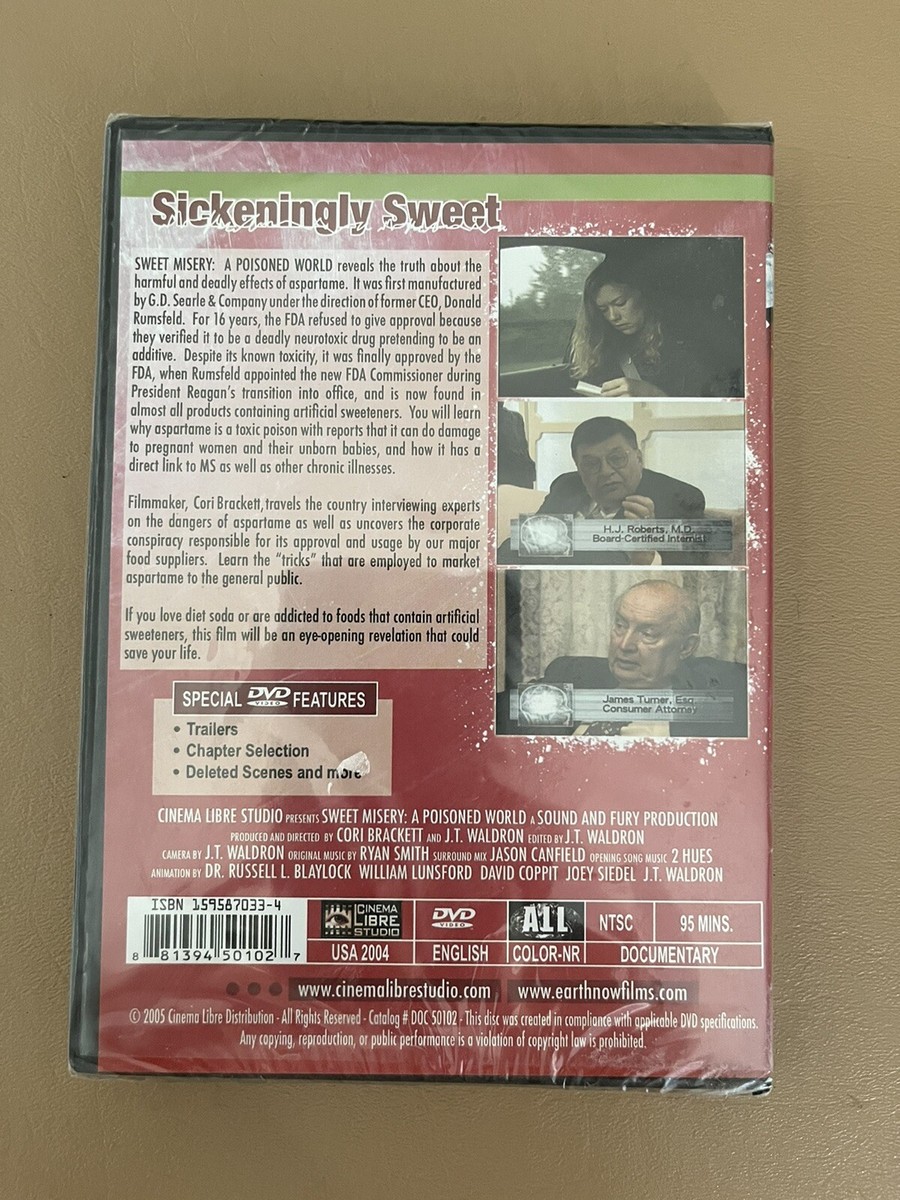 Sickeningly Sweet
SWEET MISERY: A POISONED WORLD reveals the truth about the
harmful and deadly effects of aspartame. It was first manufactured
by G.D. Searle & Company under the direction of former CEO, Donald
Rumsfeld. For 16 years, the FDA refused to give approval because
they verified it to be a deadly neurotoxic drug pretending to be an
additive. Despite its known toxicity, it was finally approved by the
FDA, when Rumsfeld appointed the new FDA Commissioner during
President Reagan's transition into office, and is now found in
almost all products containing artificial sweeteners. You will learn
why aspartame is a toxic poison with reports that it can do damage
to pregnant women and their unborn babies, and how it has a
direct link to MS as well as other chronic illnesses.
Filmmaker, Cori Brackett, travels the country interviewing experts
on the dangers of aspartame as well as uncovers the corporate
conspiracy responsible for its approval and usage by our major
food suppliers. Learn the "tricks" that are employed to market
aspartame to the general public.
If you love diet soda or are addicted to foods that contain artificial
sweeteners, this film will be an eye-opening revelation that could
save your life.
H.J. Roberts, M.D.
Board-Certified Internist
James Turner, Esq
Consumer Attorney
SPECIAL DVD VIDEO FEATURES
• Trailers
• Chapter Selection
• Deleted Scenes and more
CINEMA LIBRE STUDIO PRESENTS SWEET MISERY: A POISONED WORLD A SOUND AND FURY PRODUCTION
PRODUCED AND DIRECTED BY CORI BRACKETT AND J.T. WALDRON EDITED BY J.T. WALDRON
CAMERA BY J.T. WALDRON ORIGINAL MUSIC BY RYAN SMITH SURROUND MIX JASON CANFIELD OPENING SONG MUSIC 2 HUES
ANIMATION BY DR. RUSSELL L. BLAYLOCK WILLIAM LUNSFORD DAVID COPPIT JOEY SIEDEL J.T. WALDRON
ISBN 159587033-4
8 81394 50102 7
CINEMA LIBRE STUDIO
DVD VIDEO
ALL
NTSC
95 MINS.
USA 2004
ENGLISH
COLOR-NR
DOCUMENTARY
www.cinemalibrestudio.com www.earthnowfilms.com
© 2005 Cinema Libre Distribution - All Rights Reserved - Catalog # DOC 50102 - This disc was created in compliance with applicable DVD specifications.
Any copying, reproduction, or public performance is a violation of copyright law is prohibited.